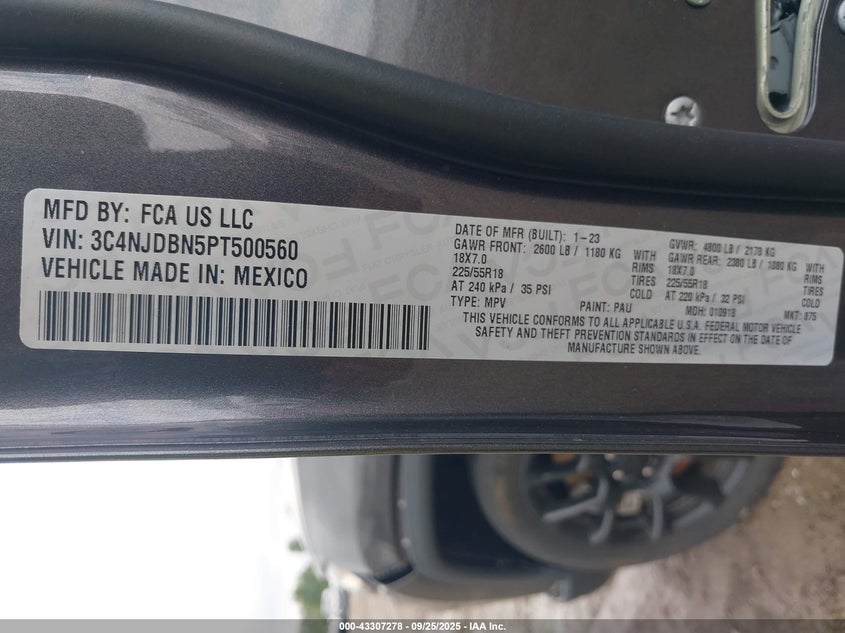 MFD BY: FCA US LLC
VIN: 3C4NJDBN5PT500560
VEHICLE MADE IN: MEXICO
DATE OF MFR (BUILT): 1-23 GVWR: 4800 LB / 2178 KG
GAWR FRONT: 2600 LB / 1180 KG WITH GAWR REAR: 2380 LB / 1080 KG WITH
18X7.0 RIMS 18X7.0 RIMS
225/55R18 TIRES 225/55R18 TIRES
AT 240 kPa / 35 PSI COLD AT 220 kPa / 32 PSI COLD
TYPE: MPV PAINT: PAU MDH: 010918 MKT: 875
THIS VEHICLE CONFORMS TO ALL APPLICABLE U.S.A. FEDERAL MOTOR VEHICLE
SAFETY AND THEFT PREVENTION STANDARDS IN EFFECT ON THE DATE OF
MANUFACTURE SHOWN ABOVE.
000-43307278 - 09/25/2025 - IAA Inc.